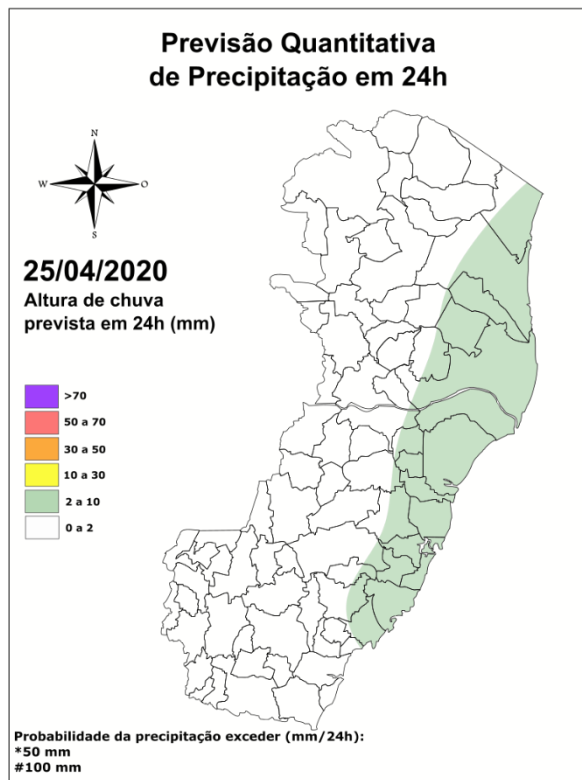 Previsão Quantitativa
de Precipitação em 24h
N
W
O
S
25/04/2020
Altura de chuva
prevista em 24h (mm)
>70
50 a 70
30 a 50
10 a 30
2 a 10
0 a 2
Probabilidade da precipitação exceder (mm/24h):
*50 mm
#100 mm